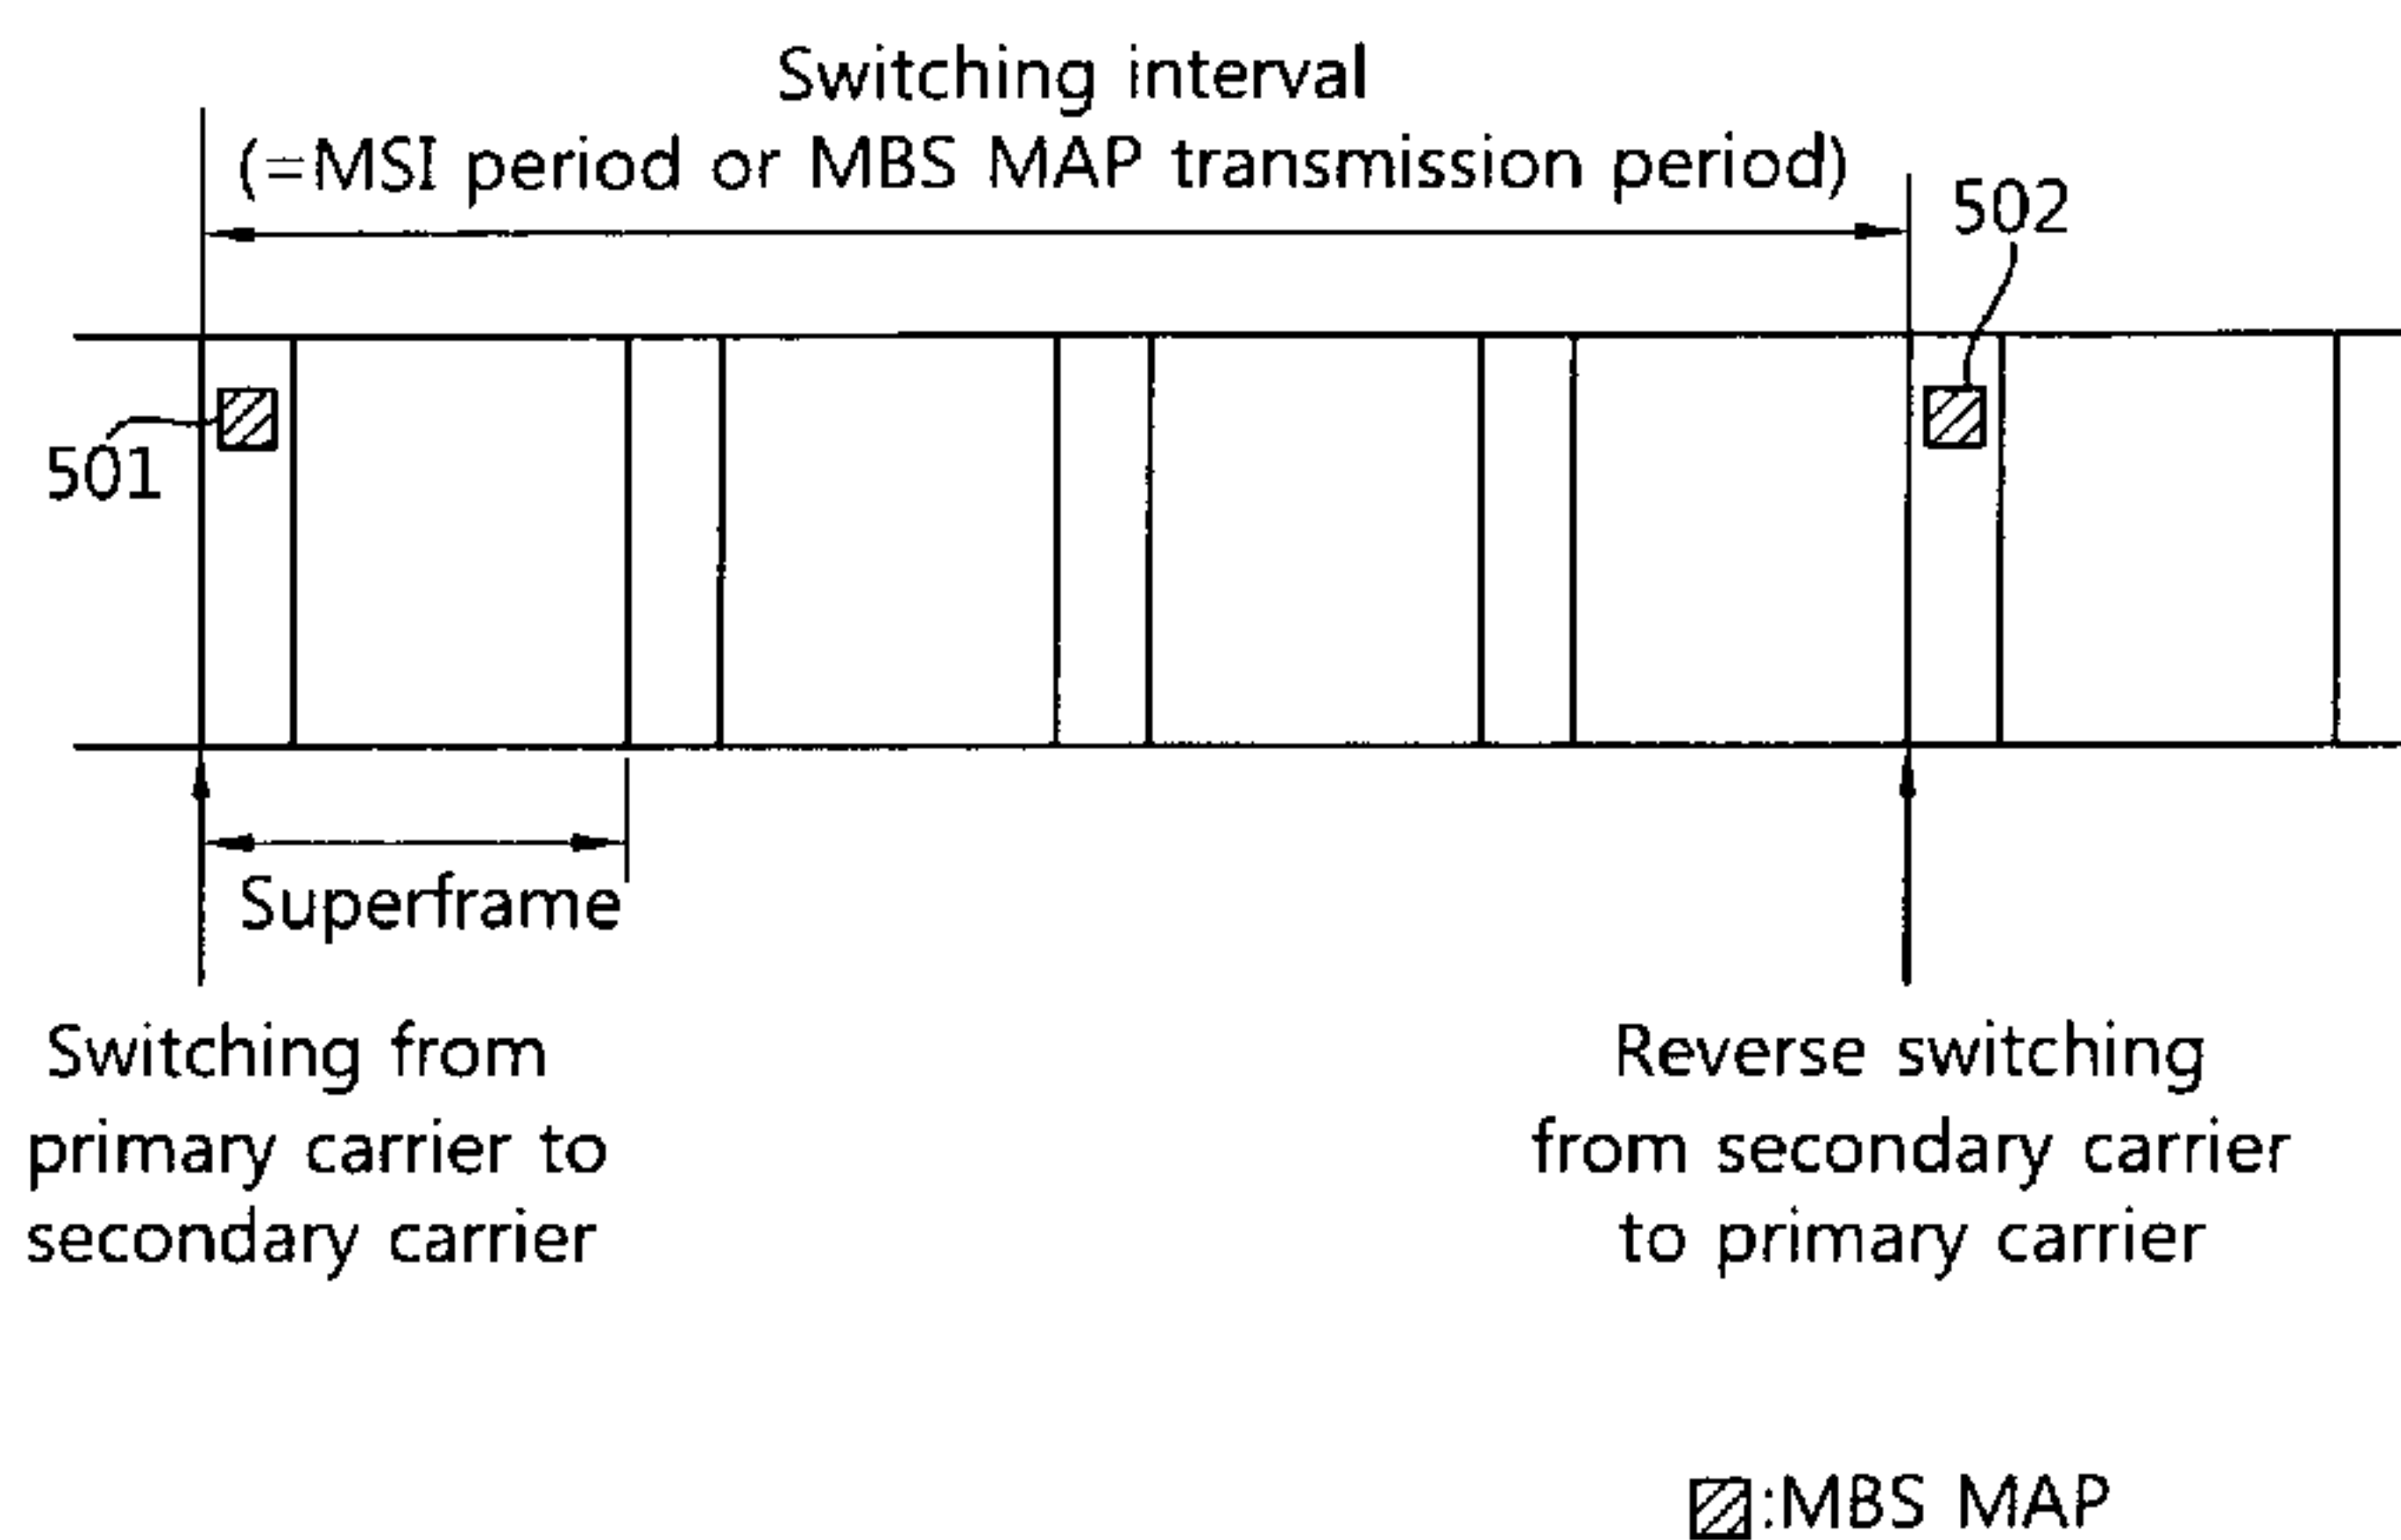 Switching interval
(=MSI period or MBS MAP transmission period)
502
501
Superframe
Switching from
primary carrier to
secondary carrier
Reverse switching
from secondary carrier
to primary carrier
:MBS MAP